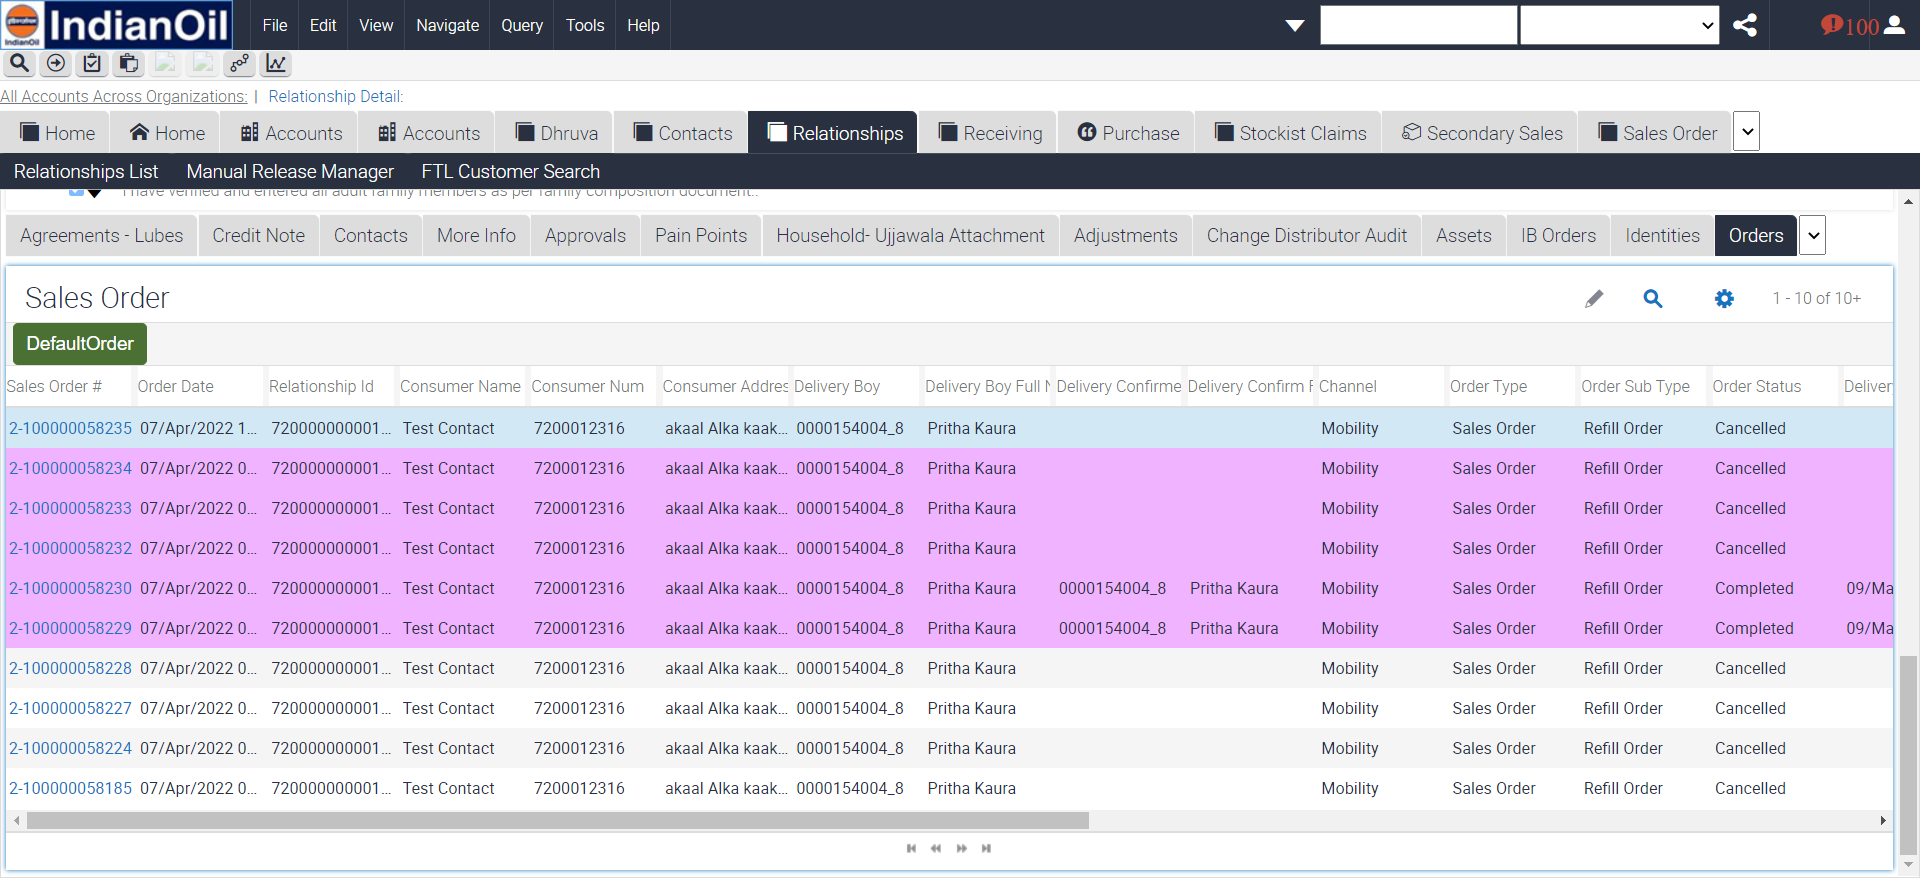 IndianOil File Edit View Navigate Query Tools Help 100
All Accounts Across Organizations: | Relationship Detail:
Home Home Accounts Accounts Dhruva Contacts Relationships Receiving Purchase Stockist Claims Secondary Sales Sales Order
Relationships List Manual Release Manager FTL Customer Search
I have verified and entered all adult family members as per family composition document..
Agreements - Lubes Credit Note Contacts More Info Approvals Pain Points Household- Ujjawala Attachment Adjustments Change Distributor Audit Assets IB Orders Identities Orders
Sales Order 1 - 10 of 10+
DefaultOrder
Sales Order # Order Date Relationship Id Consumer Name Consumer Num Consumer Addres Delivery Boy Delivery Boy Full N Delivery Confirme Delivery Confirm F Channel Order Type Order Sub Type Order Status Deliver
2-100000058235 07/Apr/2022 1... 720000000001... Test Contact 7200012316 akaal Alka kaak... 0000154004_8 Pritha Kaura Mobility Sales Order Refill Order Cancelled
2-100000058234 07/Apr/2022 0... 720000000001... Test Contact 7200012316 akaal Alka kaak... 0000154004_8 Pritha Kaura Mobility Sales Order Refill Order Cancelled
2-100000058233 07/Apr/2022 0... 720000000001... Test Contact 7200012316 akaal Alka kaak... 0000154004_8 Pritha Kaura Mobility Sales Order Refill Order Cancelled
2-100000058232 07/Apr/2022 0... 720000000001... Test Contact 7200012316 akaal Alka kaak... 0000154004_8 Pritha Kaura Mobility Sales Order Refill Order Cancelled
2-100000058230 07/Apr/2022 0... 720000000001... Test Contact 7200012316 akaal Alka kaak... 0000154004_8 Pritha Kaura 0000154004_8 Pritha Kaura Mobility Sales Order Refill Order Completed 09/Ma
2-100000058229 07/Apr/2022 0... 720000000001... Test Contact 7200012316 akaal Alka kaak... 0000154004_8 Pritha Kaura 0000154004_8 Pritha Kaura Mobility Sales Order Refill Order Completed 09/Ma
2-100000058228 07/Apr/2022 0... 720000000001... Test Contact 7200012316 akaal Alka kaak... 0000154004_8 Pritha Kaura Mobility Sales Order Refill Order Cancelled
2-100000058227 07/Apr/2022 0... 720000000001... Test Contact 7200012316 akaal Alka kaak... 0000154004_8 Pritha Kaura Mobility Sales Order Refill Order Cancelled
2-100000058224 07/Apr/2022 0... 720000000001... Test Contact 7200012316 akaal Alka kaak... 0000154004_8 Pritha Kaura Mobility Sales Order Refill Order Cancelled
2-100000058185 07/Apr/2022 0... 720000000001... Test Contact 7200012316 akaal Alka kaak... 0000154004_8 Pritha Kaura Mobility Sales Order Refill Order Cancelled